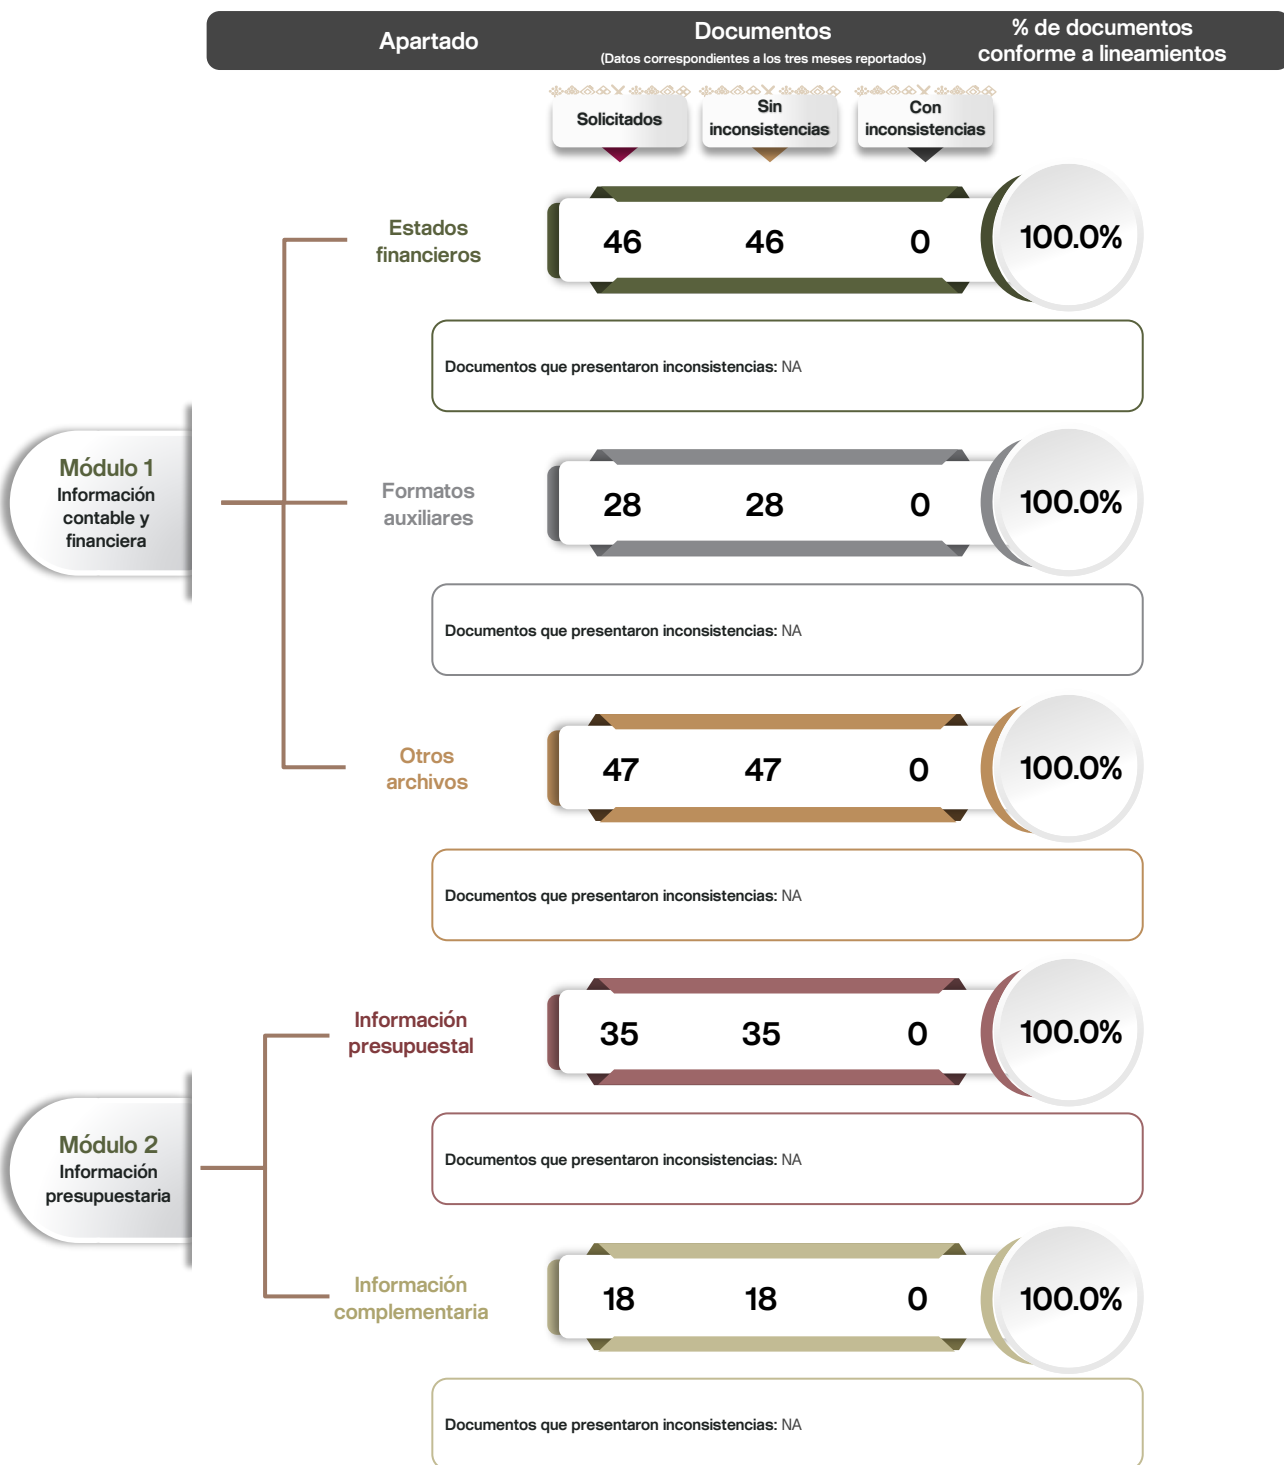 Apartado
Documentos
(Datos correspondientes a los tres meses reportados)
% de documentos
conforme a lineamientos
Solicitados
Sin
inconsistencias
Con
inconsistencias
Módulo 1
Información
contable y
financiera
Estados
financieros
46 46 0 100.0%
Documentos que presentaron inconsistencias: NA
Formatos
auxiliares
28 28 0 100.0%
Documentos que presentaron inconsistencias: NA
Otros
archivos
47 47 0 100.0%
Documentos que presentaron inconsistencias: NA
Módulo 2
Información
presupuestaria
Información
presupuestal
35 35 0 100.0%
Documentos que presentaron inconsistencias: NA
Información
complementaria
18 18 0 100.0%
Documentos que presentaron inconsistencias: NA